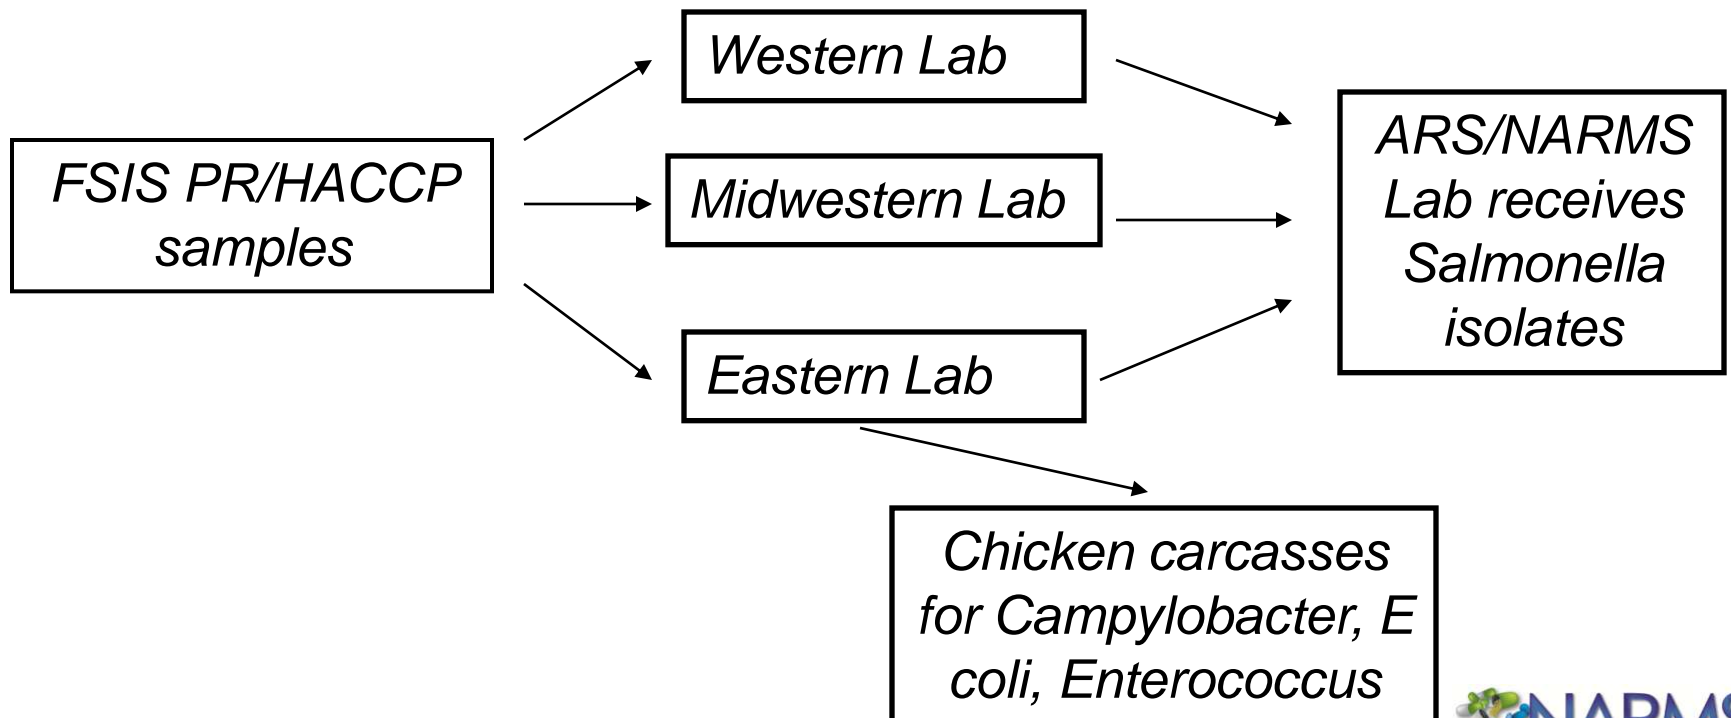 Western Lab
FSIS PR/HACCP
samples
Midwestern Lab
Eastern Lab
ARS/NARMS
Lab receives
Salmonella
isolates
Chicken carcasses
for Campylobacter, E
coli, Enterococcus
NARMS